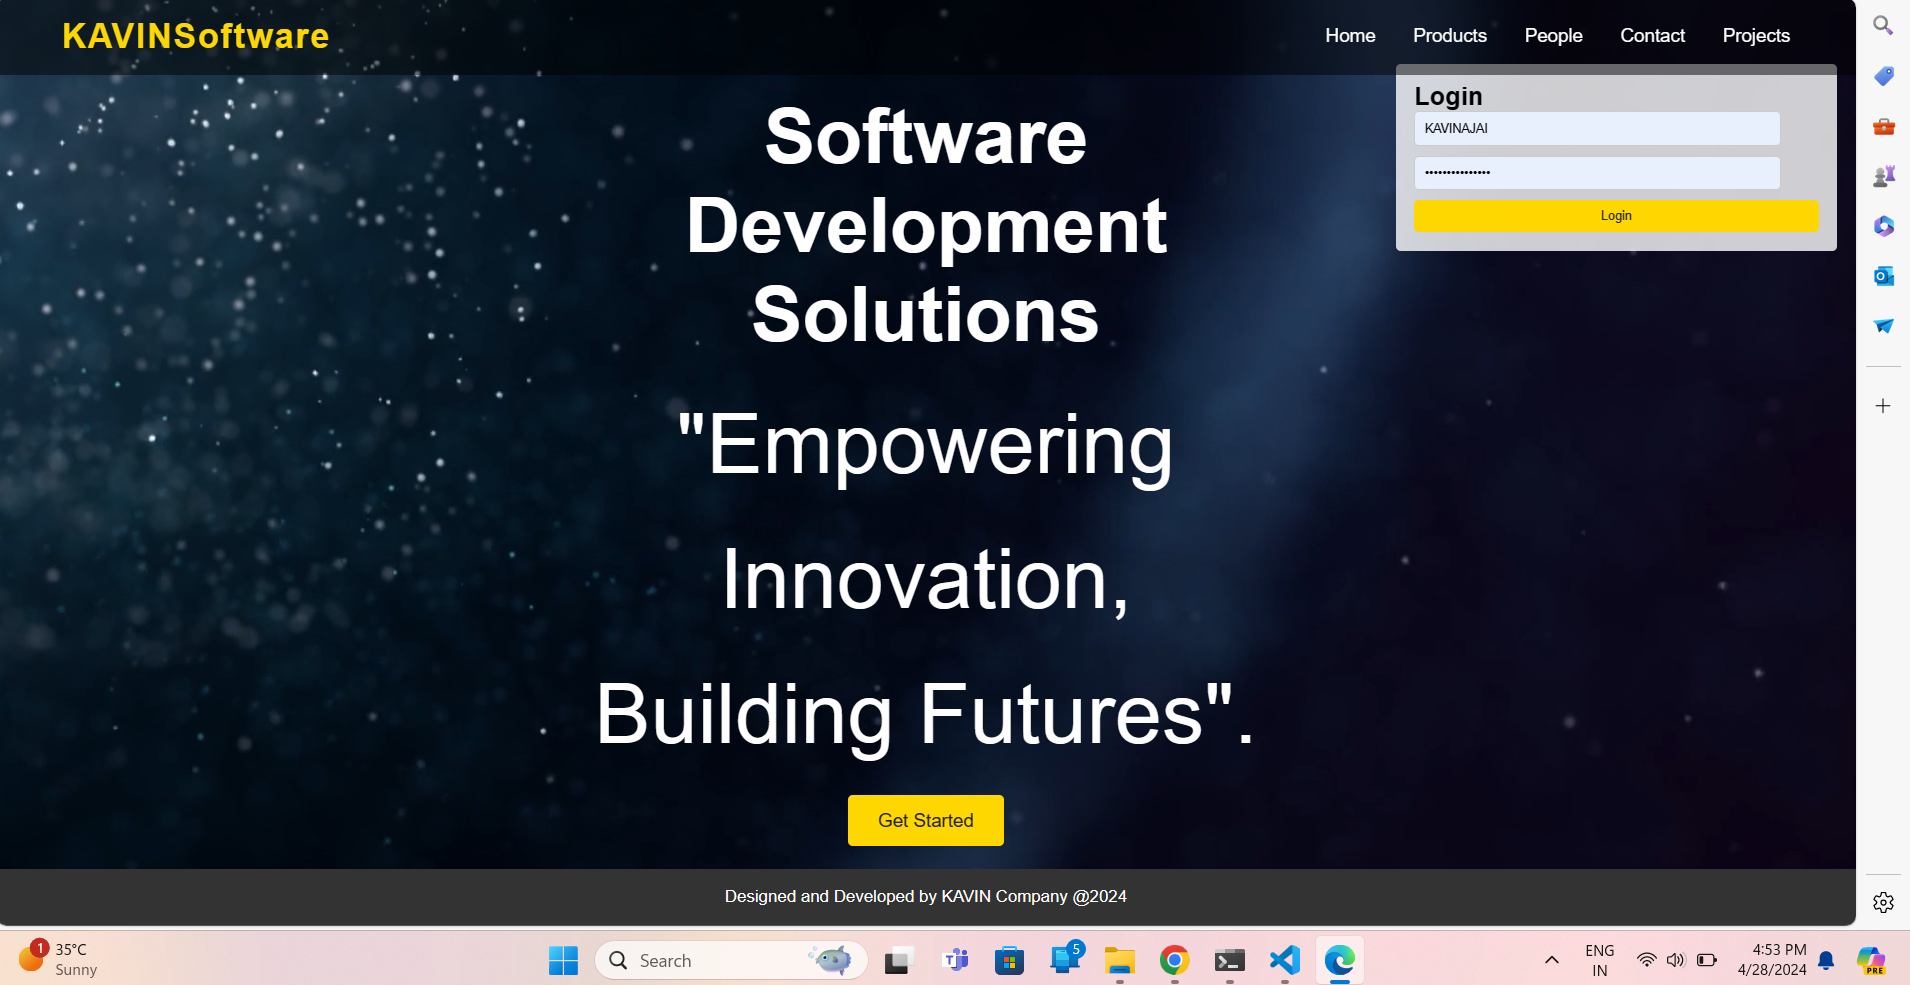 KAVINSoftware
Home Products People Contact Projects
Login
KAVINAJAI
•••••••••••••••
Login
Software
Development
Solutions
"Empowering
Innovation,
Building Futures".
Get Started
Designed and Developed by KAVIN Company @2024
1
35°C
Sunny
Search
T
5
PRE
ENG
IN
4:53 PM
4/28/2024